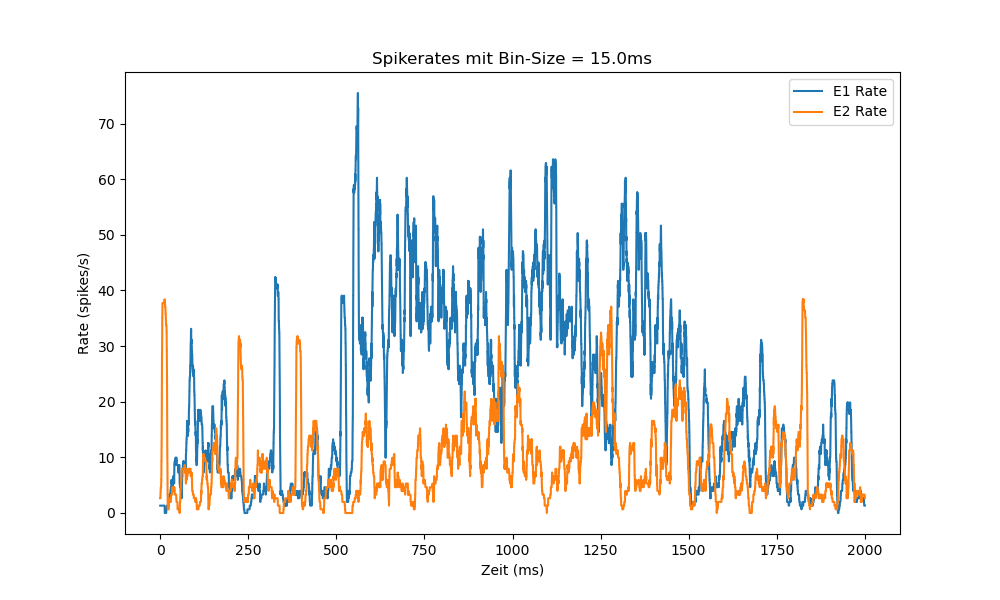 Spikerates mit Bin-Size = 15.0ms
E1 Rate
E2 Rate
70
60
50
40
30
20
10
0
Rate (spikes/s)
0 250 500 750 1000 1250 1500 1750 2000
Zeit (ms)